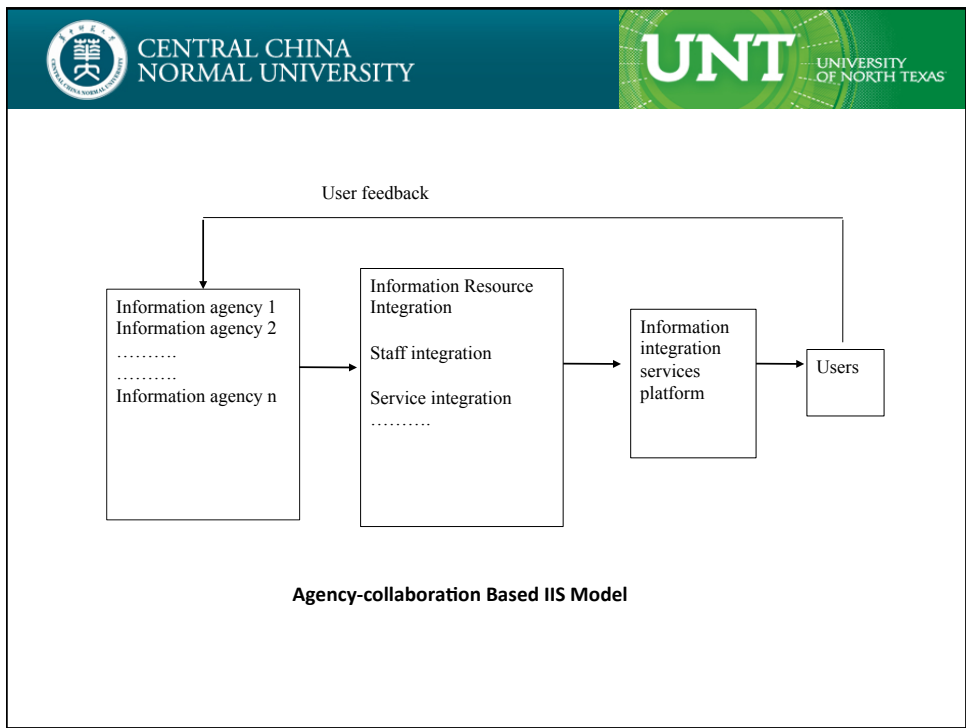 CENTRAL CHINA
NORMAL UNIVERSITY
UNT
UNIVERSITY
OF NORTH TEXAS
User feedback
Information agency 1
Information agency 2
……….
……….
Information agency n
Information Resource
Integration
Staff integration
Service integration
……….
Information
integration
services
platform
Users
Agency-collaboration Based IIS Model